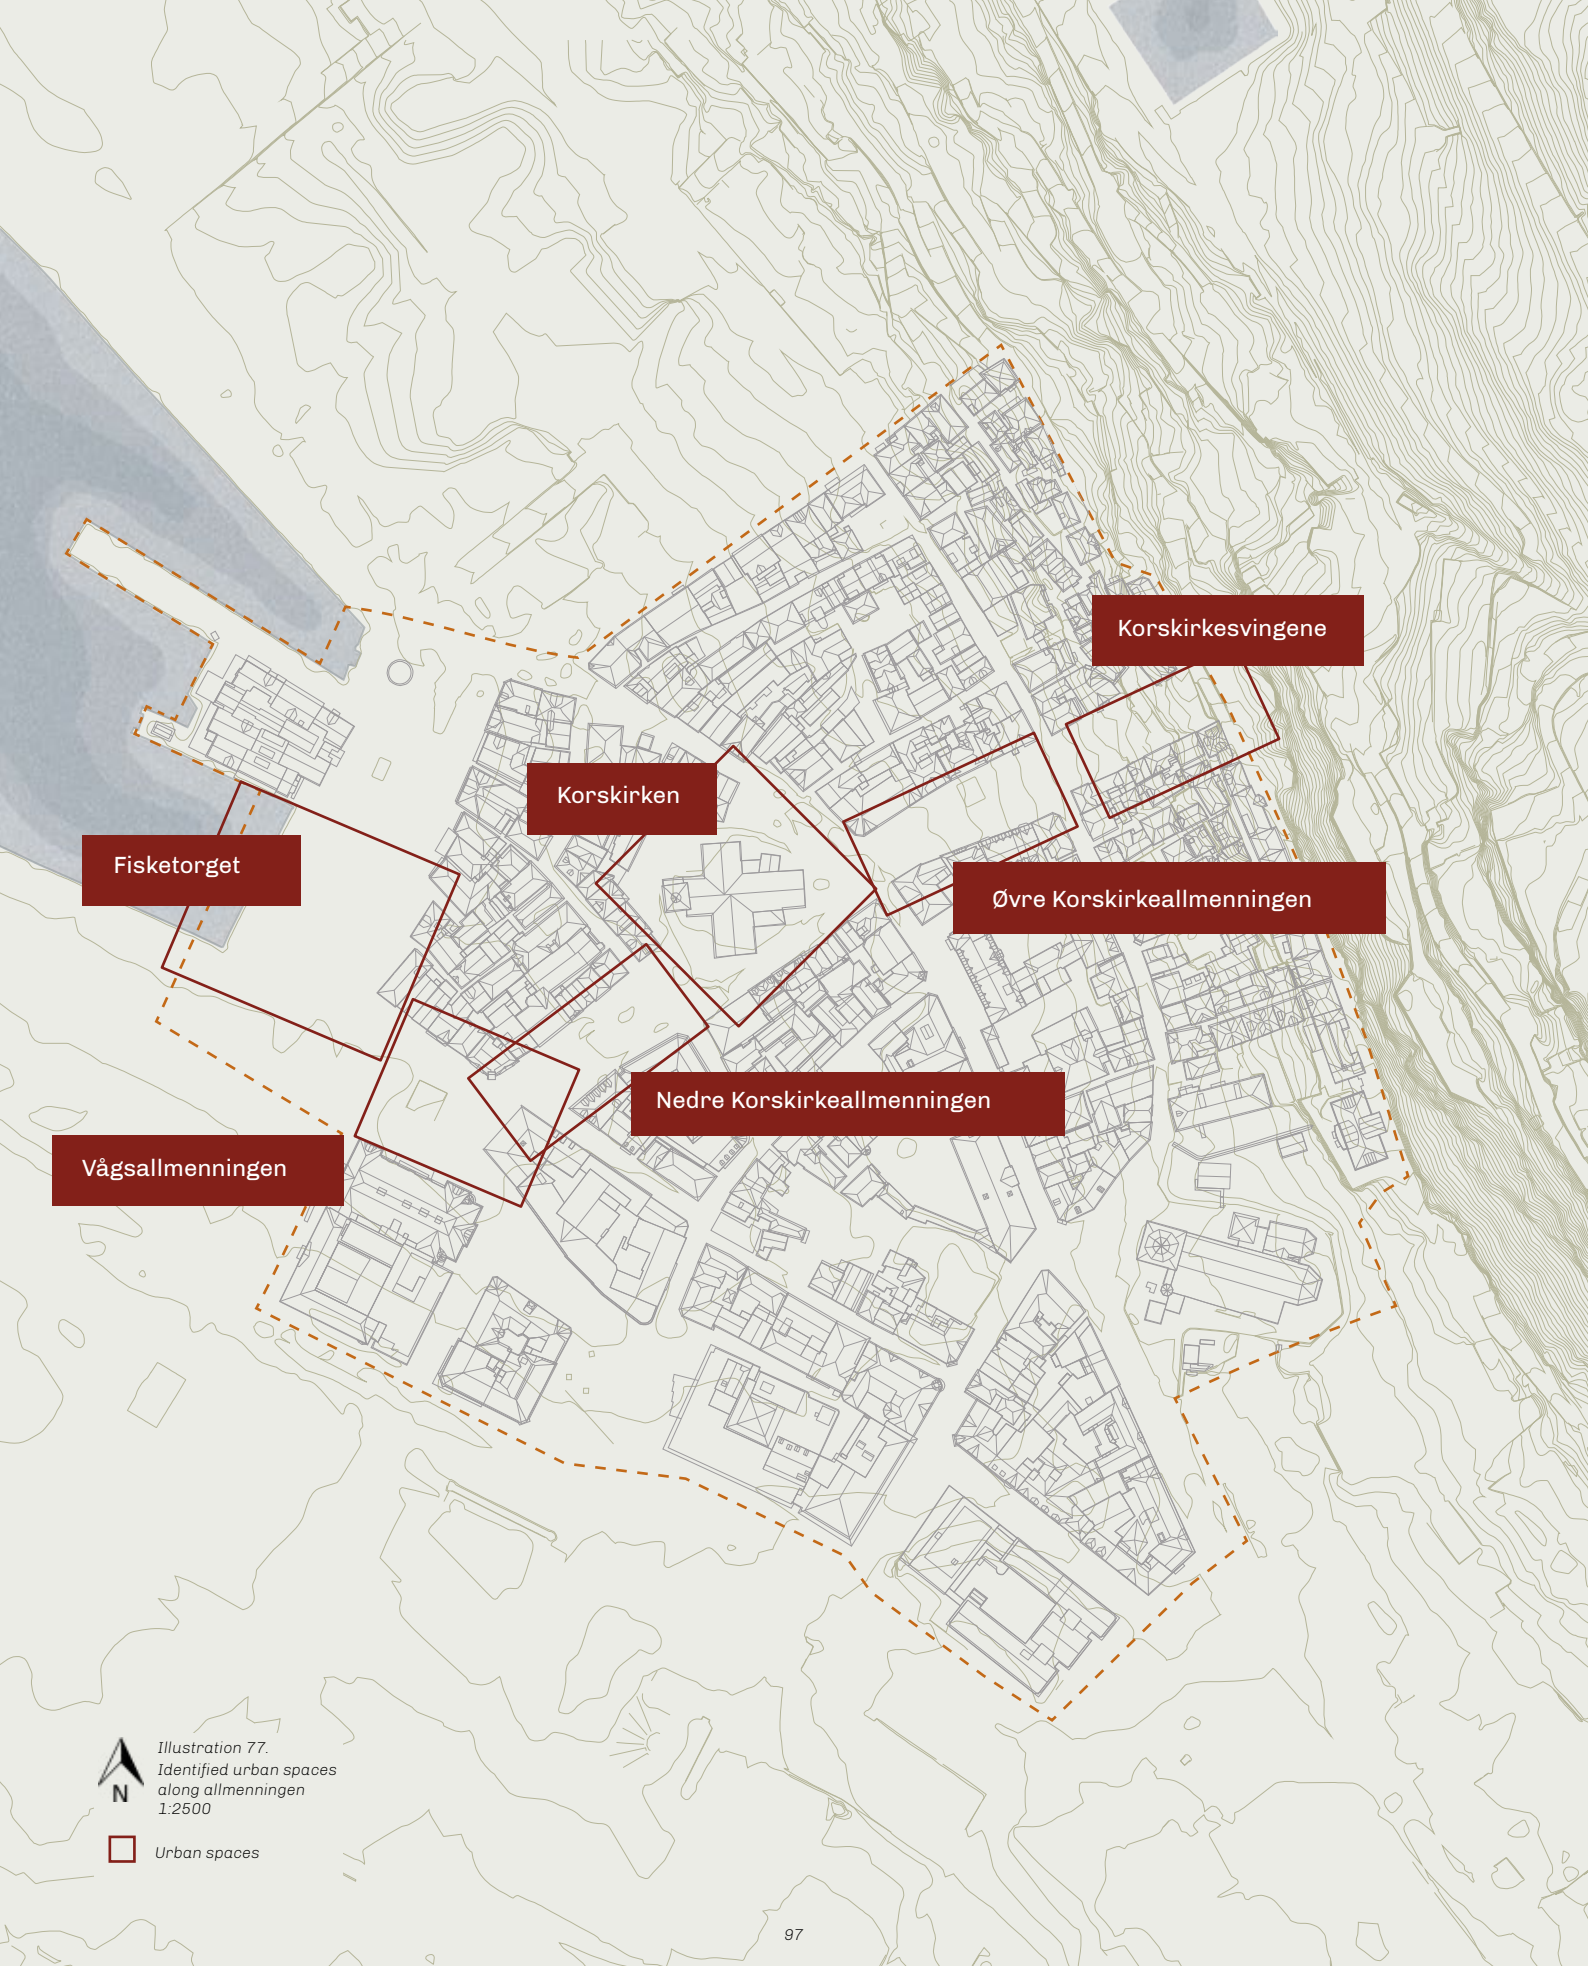 Korskirkesvingene
Korskirken
Fisketorget
Øvre Korskirkeallmenningen
Nedre Korskirkeallmenningen
Vågsallmenningen
N
Illustration 77.
Identified urban spaces
along allmenningen
1:2500
Urban spaces
97